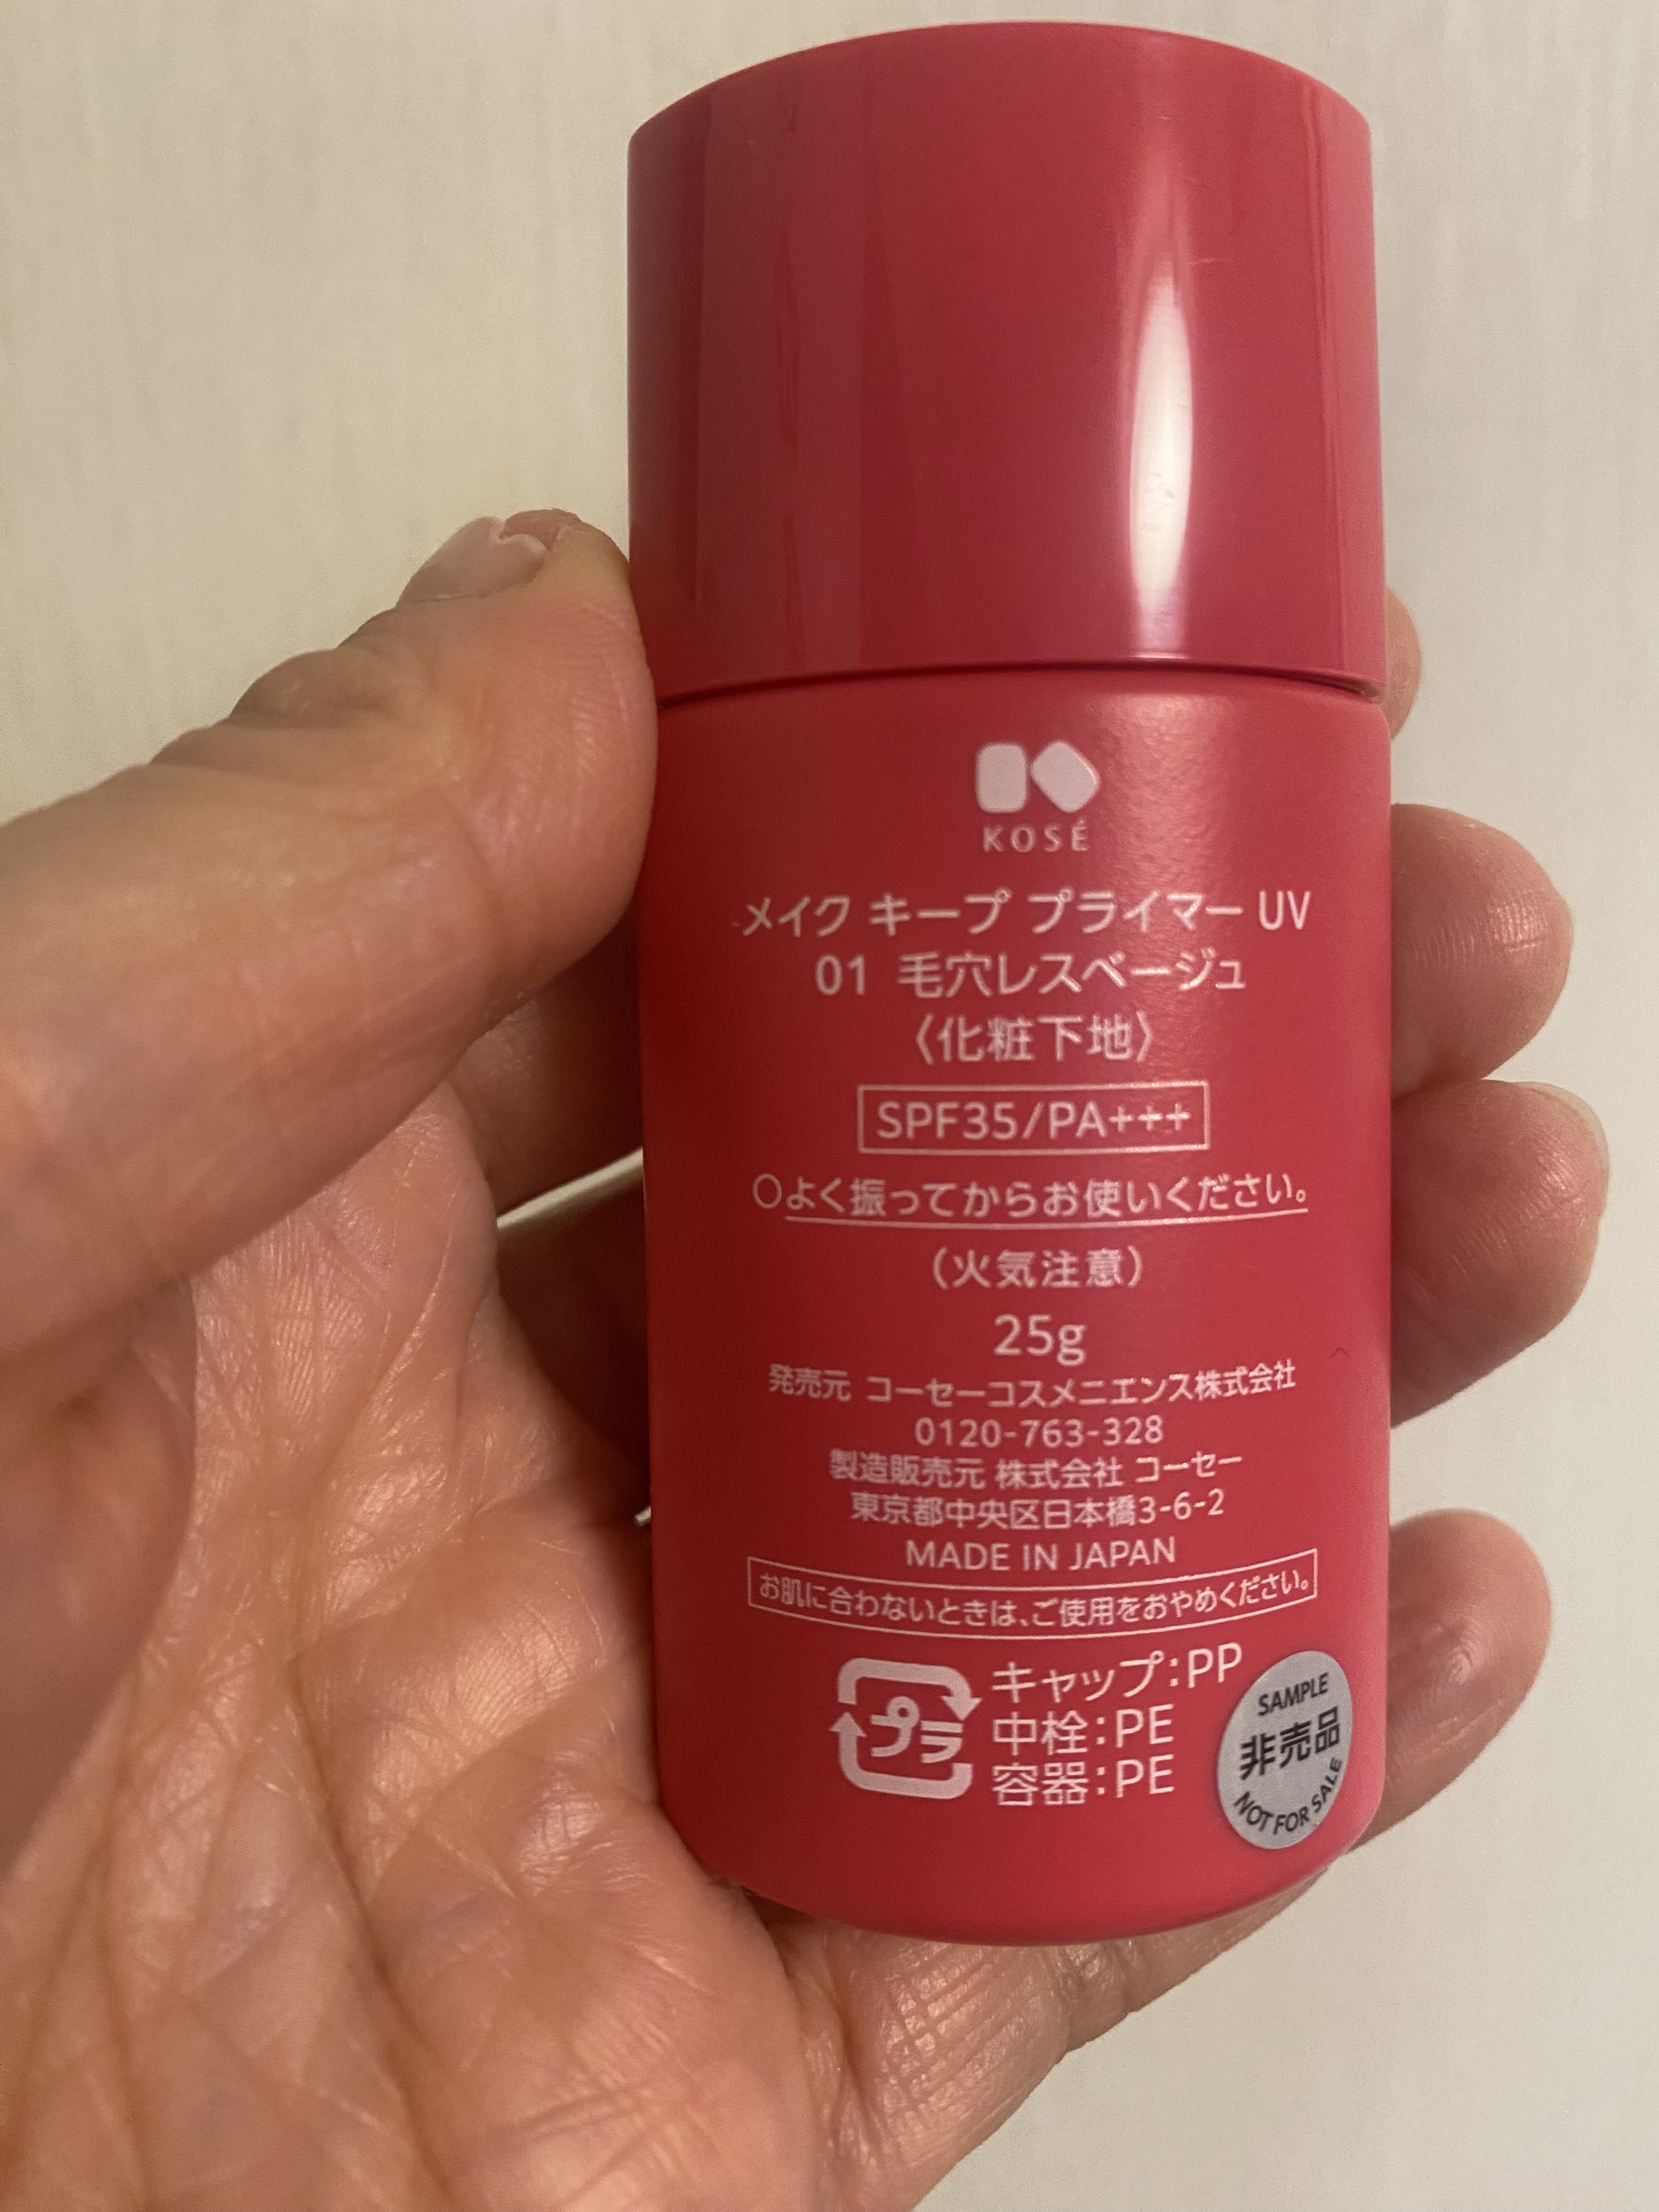 KOSÉ
メイク キープ プライマー UV
01 毛穴レスベージュ
〈化粧下地〉
SPF35/PA+++
○よく振ってからお使いください。
(火気注意)
25g
発売元 コーセーコスメニエンス株式会社
0120-763-328
製造販売元 株式会社 コーセー
東京都中央区日本橋3-6-2
MADE IN JAPAN
お肌に合わないときは、ご使用をおやめください。
プラ
キャップ:PP
中栓:PE
容器:PE
SAMPLE
非売品
NOT FOR SALE